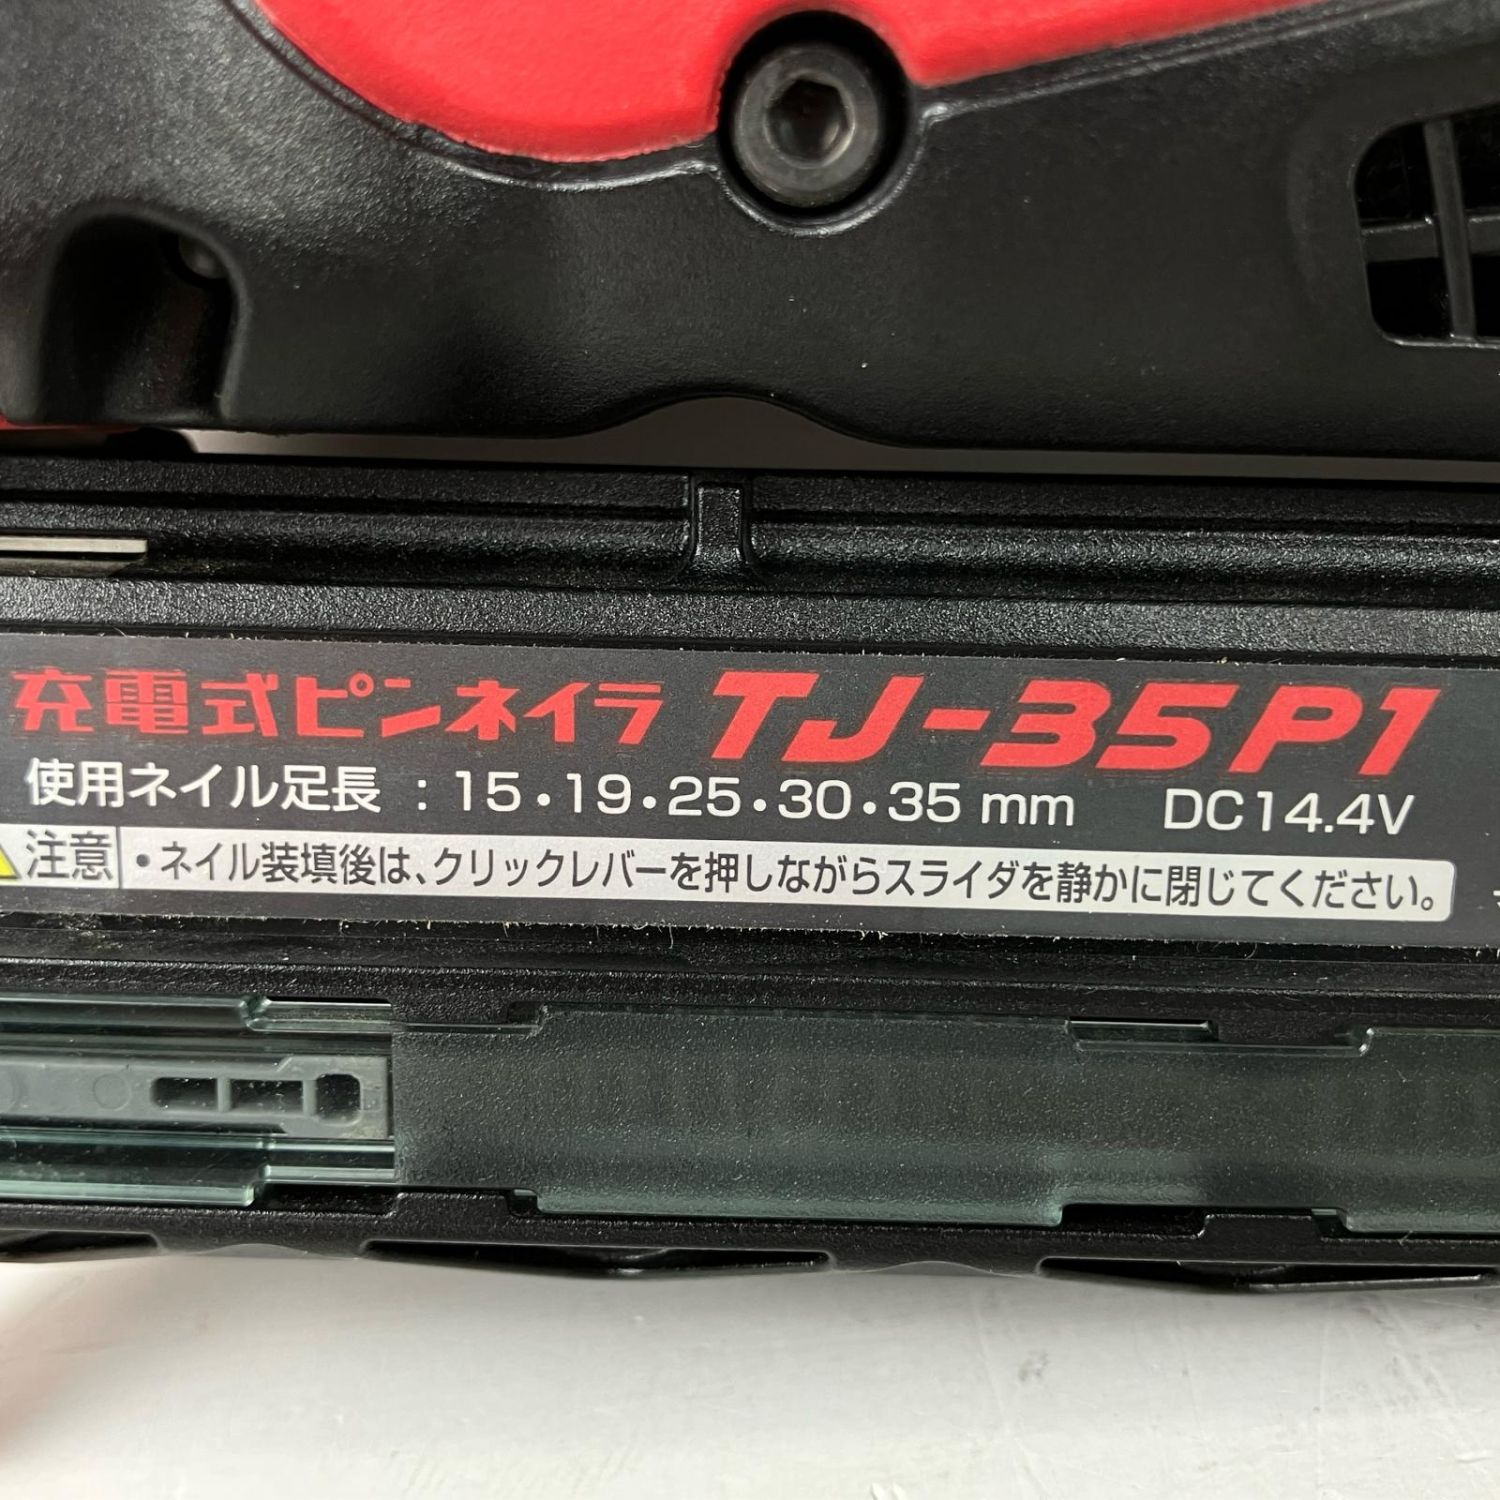 充電式ピンネイラ TJ-35P1
使用ネイル足長 : 15・19・25・30・35 mm DC14.4V
注意 ・ネイル装填後は、クリックレバーを押しながらスライダを静かに閉じてください。